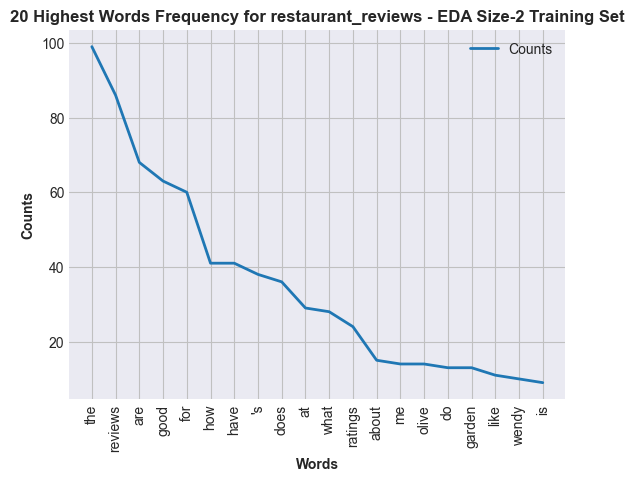 20 Highest Words Frequency for restaurant_reviews - EDA Size-2 Training Set
Counts
100
80
60
40
20
Counts
the
reviews
are
good
for
how
have
's
does
at
what
ratings
about
me
olive
do
garden
like
wendy
is
Words